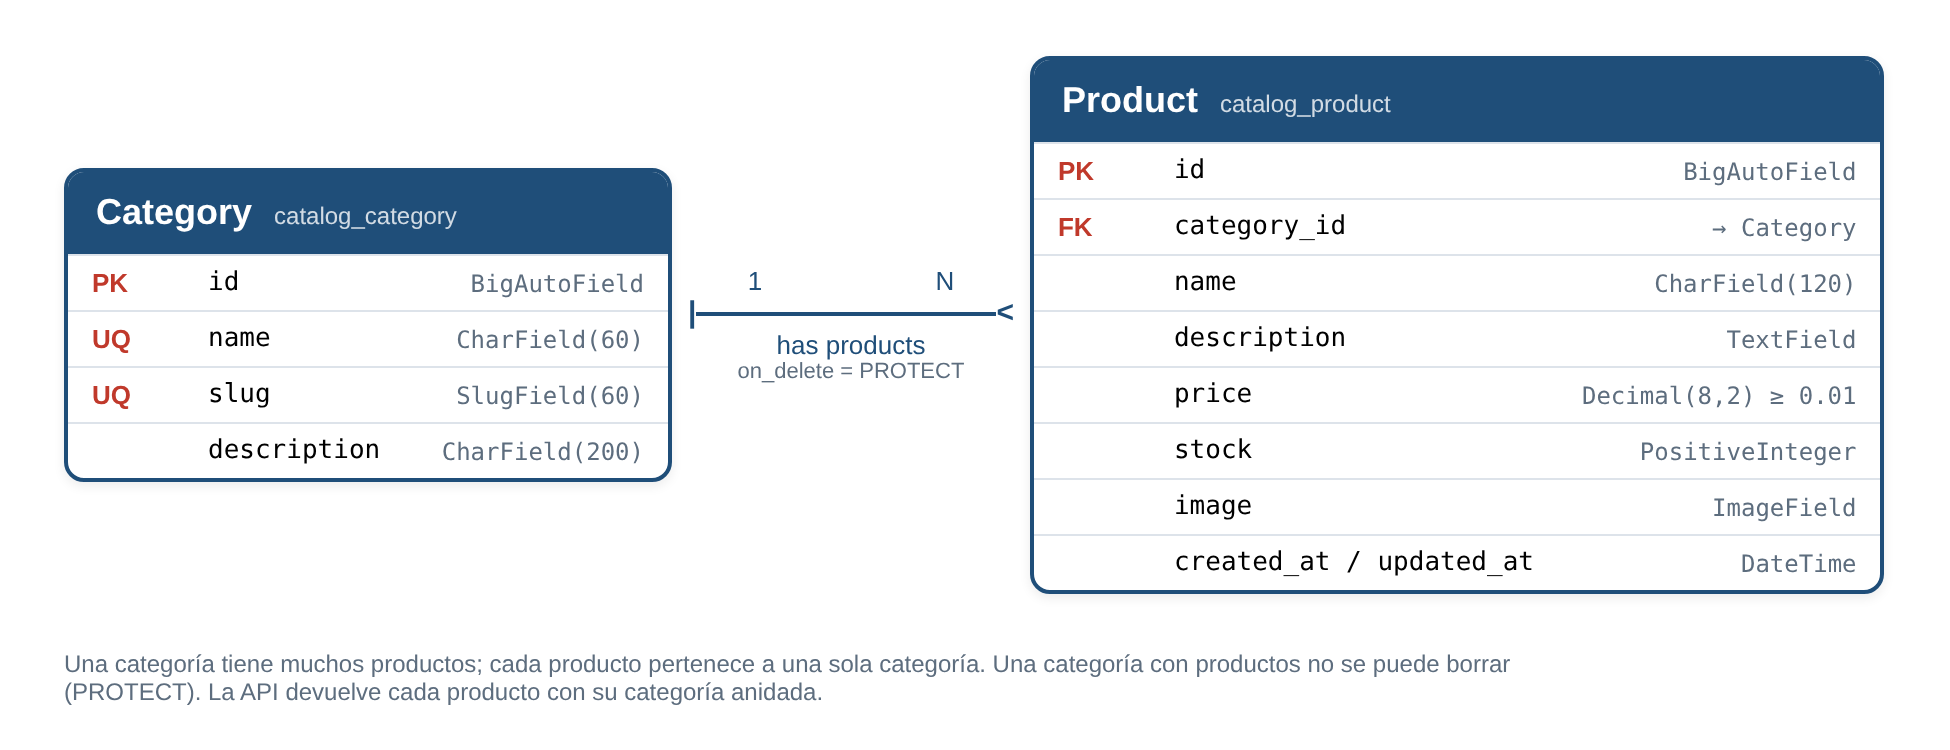 Category catalog_category
PK id BigAutoField
UQ name CharField(60)
UQ slug SlugField(60)
description CharField(200)
1 N
has products
on_delete = PROTECT
Product catalog_product
PK id BigAutoField
FK category_id → Category
name CharField(120)
description TextField
price Decimal(8,2) ≥ 0.01
stock PositiveInteger
image ImageField
created_at / updated_at DateTime
Una categoría tiene muchos productos; cada producto pertenece a una sola categoría. Una categoría con productos no se puede borrar
(PROTECT). La API devuelve cada producto con su categoría anidada.